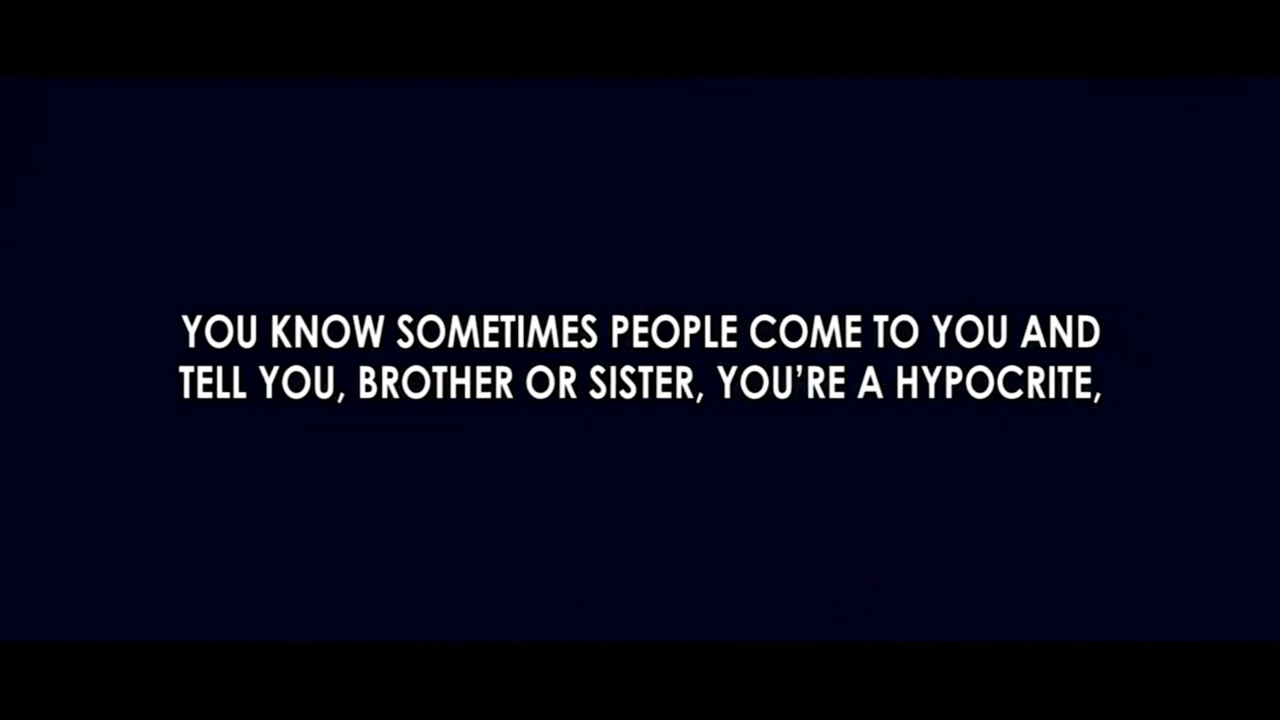 YOU KNOW SOMETIMES PEOPLE COME TO YOU AND
TELL YOU, BROTHER OR SISTER, YOU’RE A HYPOCRITE,